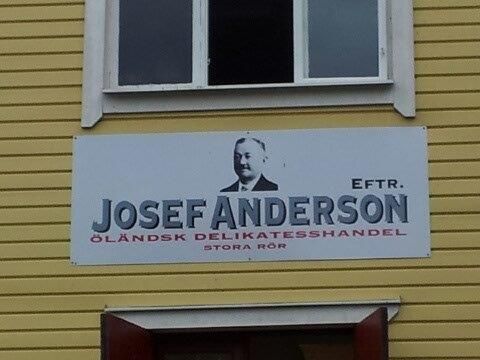 EFTR.
JOSEF ANDERSON
ÖLÄNDSK DELIKATESSHANDEL
STORA RÖR